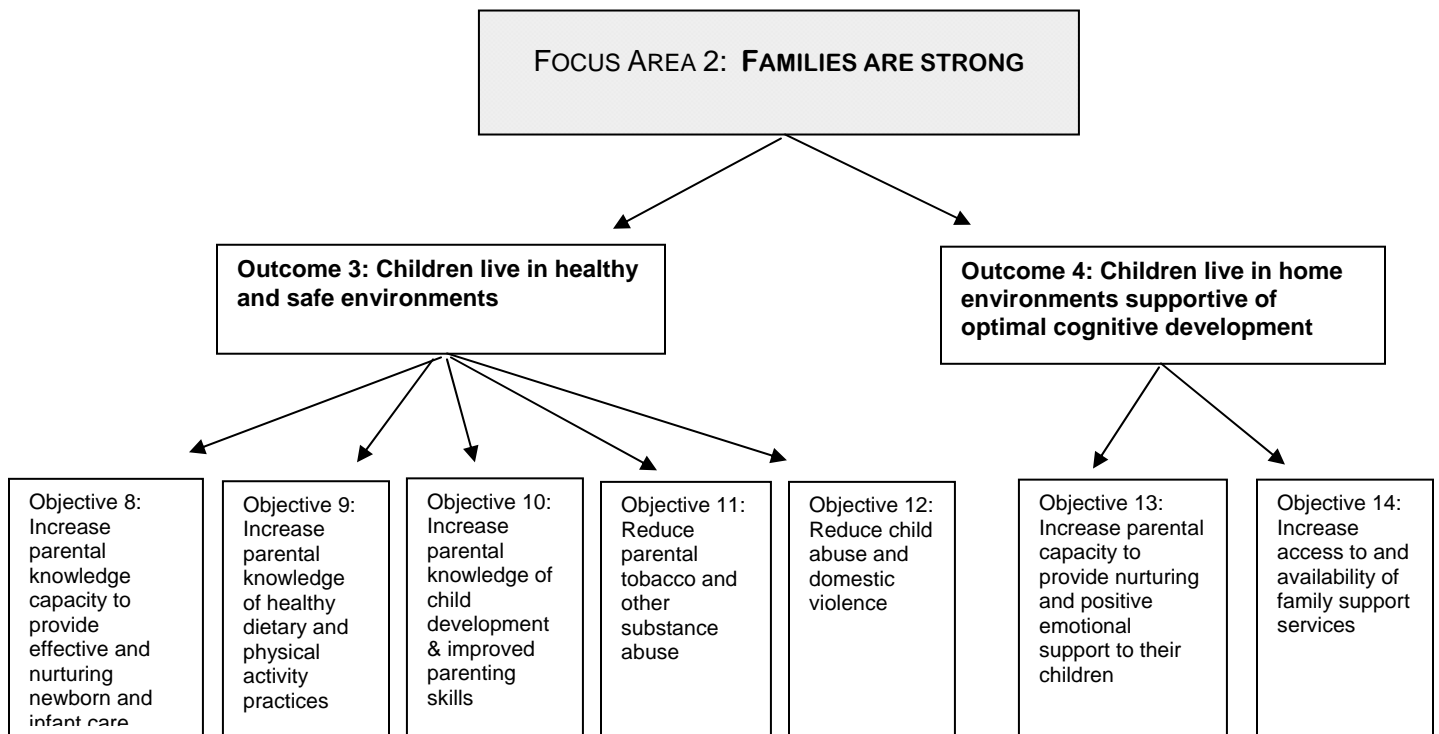 FOCUS AREA 2: FAMILIES ARE STRONG
Outcome 3: Children live in healthy
and safe environments
Outcome 4: Children live in home
environments supportive of
optimal cognitive development
Objective 8:
Increase
parental
knowledge
capacity to
provide
effective and
nurturing
newborn and
infant care
Objective 9:
Increase
parental
knowledge
of healthy
dietary and
physical
activity
practices
Objective 10:
Increase
parental
knowledge of
child
development
& improved
parenting
skills
Objective 11:
Reduce
parental
tobacco and
other
substance
abuse
Objective 12:
Reduce child
abuse and
domestic
violence
Objective 13:
Increase parental
capacity to
provide nurturing
and positive
emotional
support to their
children
Objective 14:
Increase
access to and
availability of
family support
services